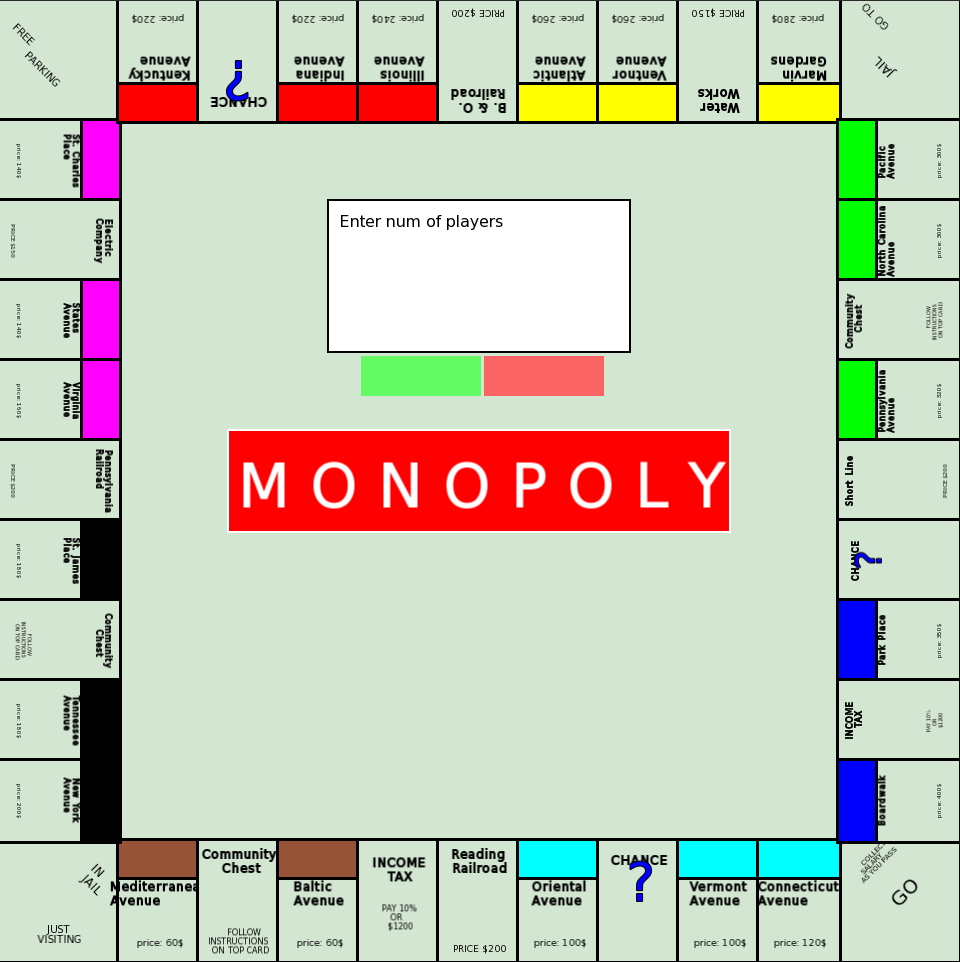 FREE
PARKING
price: 220$
Kentucky
Avenue
?
CHANCE
price: 220$
Indiana
Avenue
price: 240$
Illinois
Avenue
PRICE $200
B. & O.
Railroad
price: 260$
Atlantic
Avenue
price: 260$
Ventnor
Avenue
PRICE $150
Water
Works
price: 280$
Marvin
Gardens
GO TO
JAIL
St. Charles
Place
price: 140$
Electric
Company
PRICE $150
States
Avenue
price: 140$
Virginia
Avenue
price: 160$
Pennsylvania
Railroad
PRICE $200
St. James
Place
price: 180$
Community
Chest
FOLLOW
INSTRUCTIONS
ON TOP CARD
Tennessee
Avenue
price: 180$
New York
Avenue
price: 200$
Enter num of players
MONOPOLY
Pacific
Avenue
price: 300$
North Carolina
Avenue
price: 300$
Community
Chest
FOLLOW
INSTRUCTIONS
ON TOP CARD
Pennsylvania
Avenue
price: 320$
Short Line
PRICE $200
CHANCE
?
Park Place
price: 350$
INCOME
TAX
PAY 10%
OR
$1200
Boardwalk
price: 400$
IN
JAIL
JUST
VISITING
Mediterranea
Avenue
price: 60$
Community
Chest
FOLLOW
INSTRUCTIONS
ON TOP CARD
Baltic
Avenue
price: 60$
INCOME
TAX
PAY 10%
OR
$1200
Reading
Railroad
PRICE $200
Oriental
Avenue
price: 100$
CHANCE
?
Vermont
Avenue
price: 100$
Connecticut
Avenue
price: 120$
COLLEC
SALARY
AS YOU PASS
GO